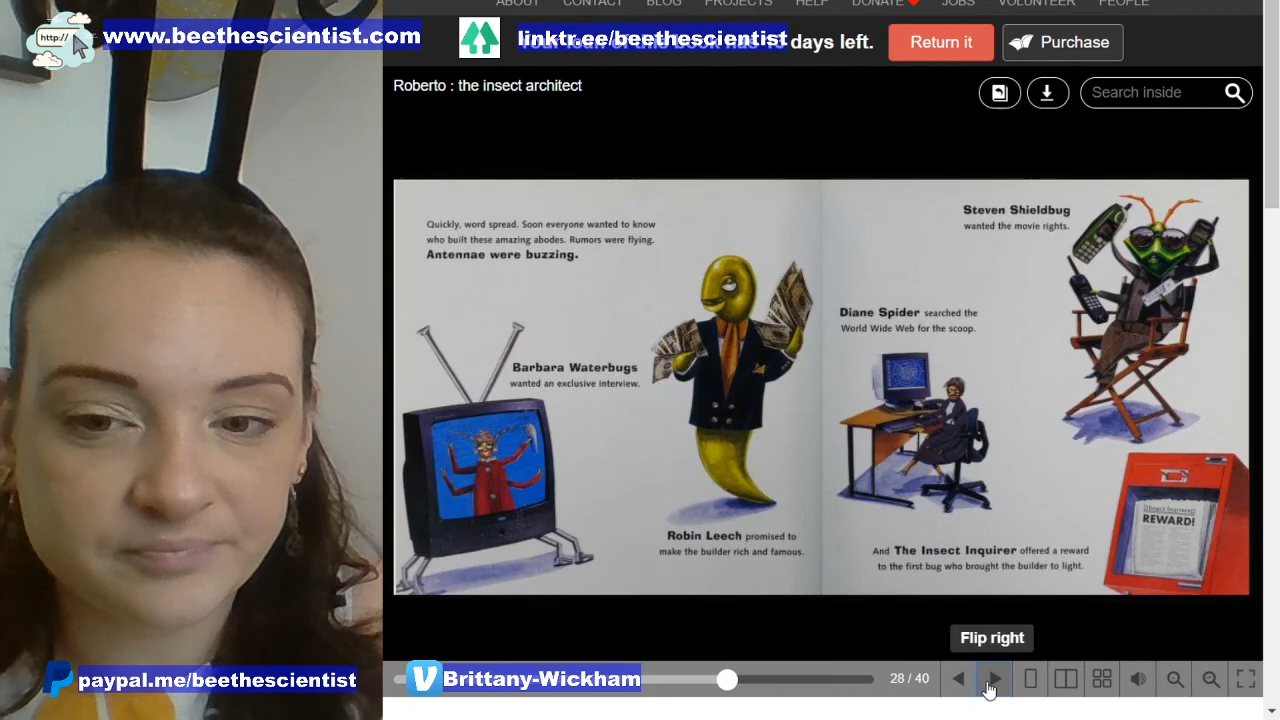 ABOUT CONTACT BLOG PROJECTS HELP DONATE JOBS VOLUNTEER PEOPLE
http://
www.beethescientist.com
linktr.ee/beethescientist
days left.
Return it
Purchase
Roberto : the insect architect
Search inside
Quickly, word spread. Soon everyone wanted to know
who built these amazing abodes. Rumors were flying.
Antennae were buzzing.
Barbara Waterbugs
wanted an exclusive interview.
Robin Leech promised to
make the builder rich and famous.
Steven Shieldbug
wanted the movie rights.
Diane Spider searched the
World Wide Web for the scoop.
And The Insect Inquirer offered a reward
to the first bug who brought the builder to light.
REWARD!
Flip right
28 / 40
paypal.me/beethescientist
Brittany-Wickham